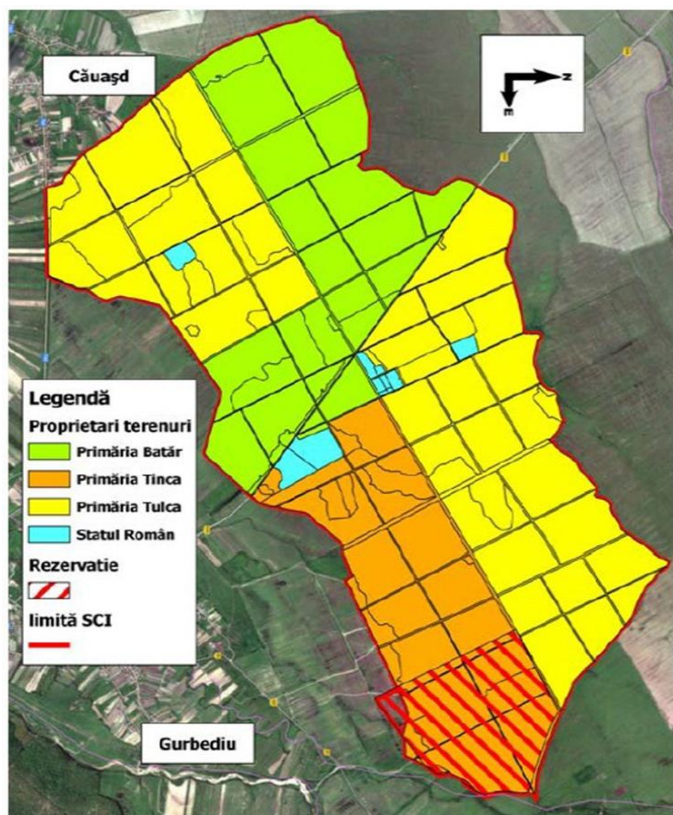 Căuaşd
N
E
Legendă
Proprietari terenuri
Primăria Batăr
Primăria Tinca
Primăria Tulca
Statul Român
Rezervatie
limită SCI
Gurbediu